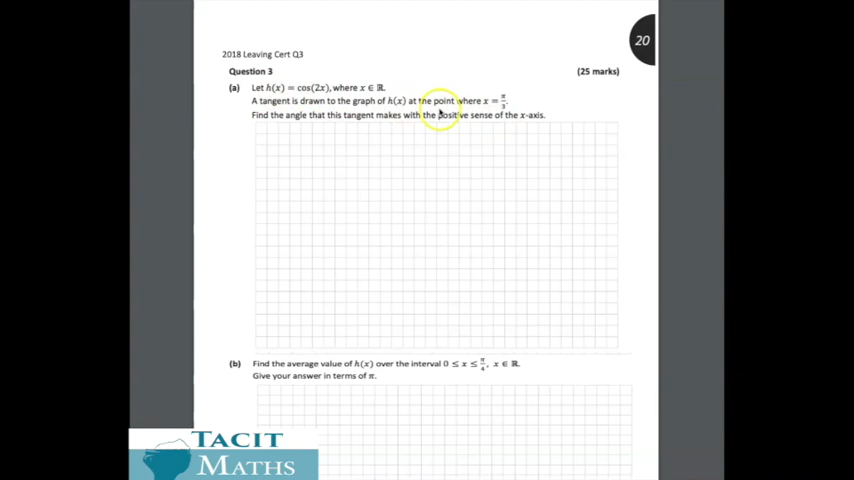 20
2018 Leaving Cert Q3
Question 3 (25 marks)
(a) Let h(x) = cos(2x), where x ∈ ℝ.
A tangent is drawn to the graph of h(x) at the point where x = π/3.
Find the angle that this tangent makes with the positive sense of the x-axis.
(b) Find the average value of h(x) over the interval 0 ≤ x ≤ π/4, x ∈ ℝ.
Give your answer in terms of π.
TACIT
MATHS